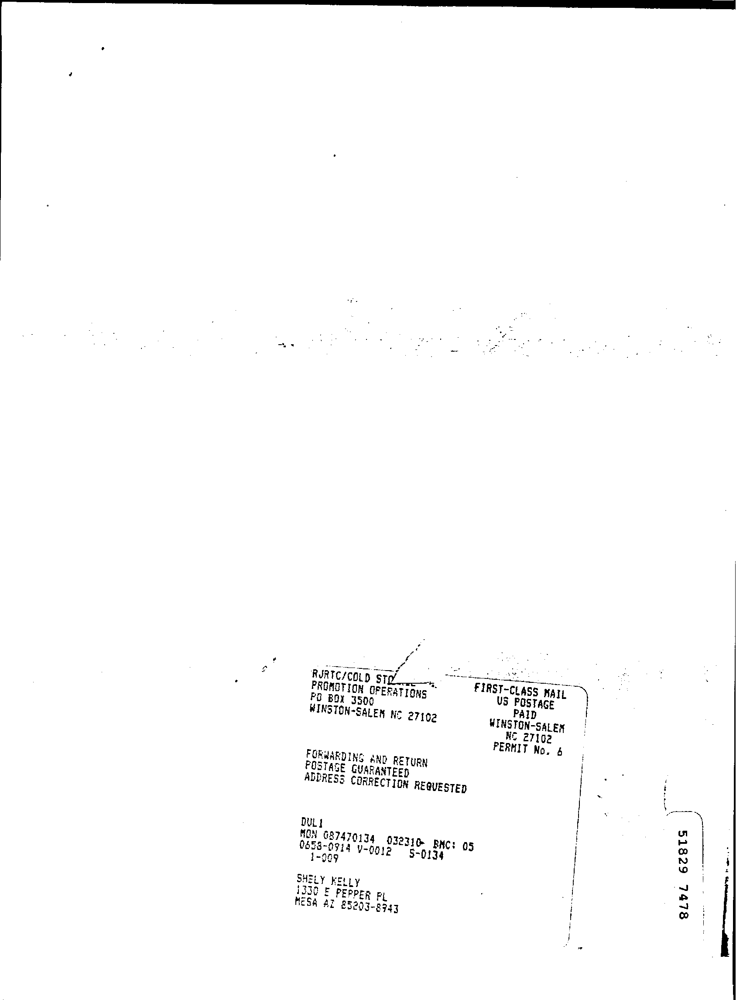 RJRTC/COLD
PROMOTION OPERATIONS
PO BOX 3500
WINSTON-SALEM NC 27102
FIRST-CLASS MAIL
US POSTAGE
PAID
WINSTON-SALEM
NC 27102
PERMIT No. 6
FORWARDING AND RETURN
POSTAGE GUARANTEED
ADDRESS CORRECTION REQUESTED
DUL1
MON 087470134 032310- BMC: 05
0658-0914 V-0012 S-0134
1-009
SHELY KELLY
1330 E PEPPER PL
MESA AZ 85203-8943
51829 7478